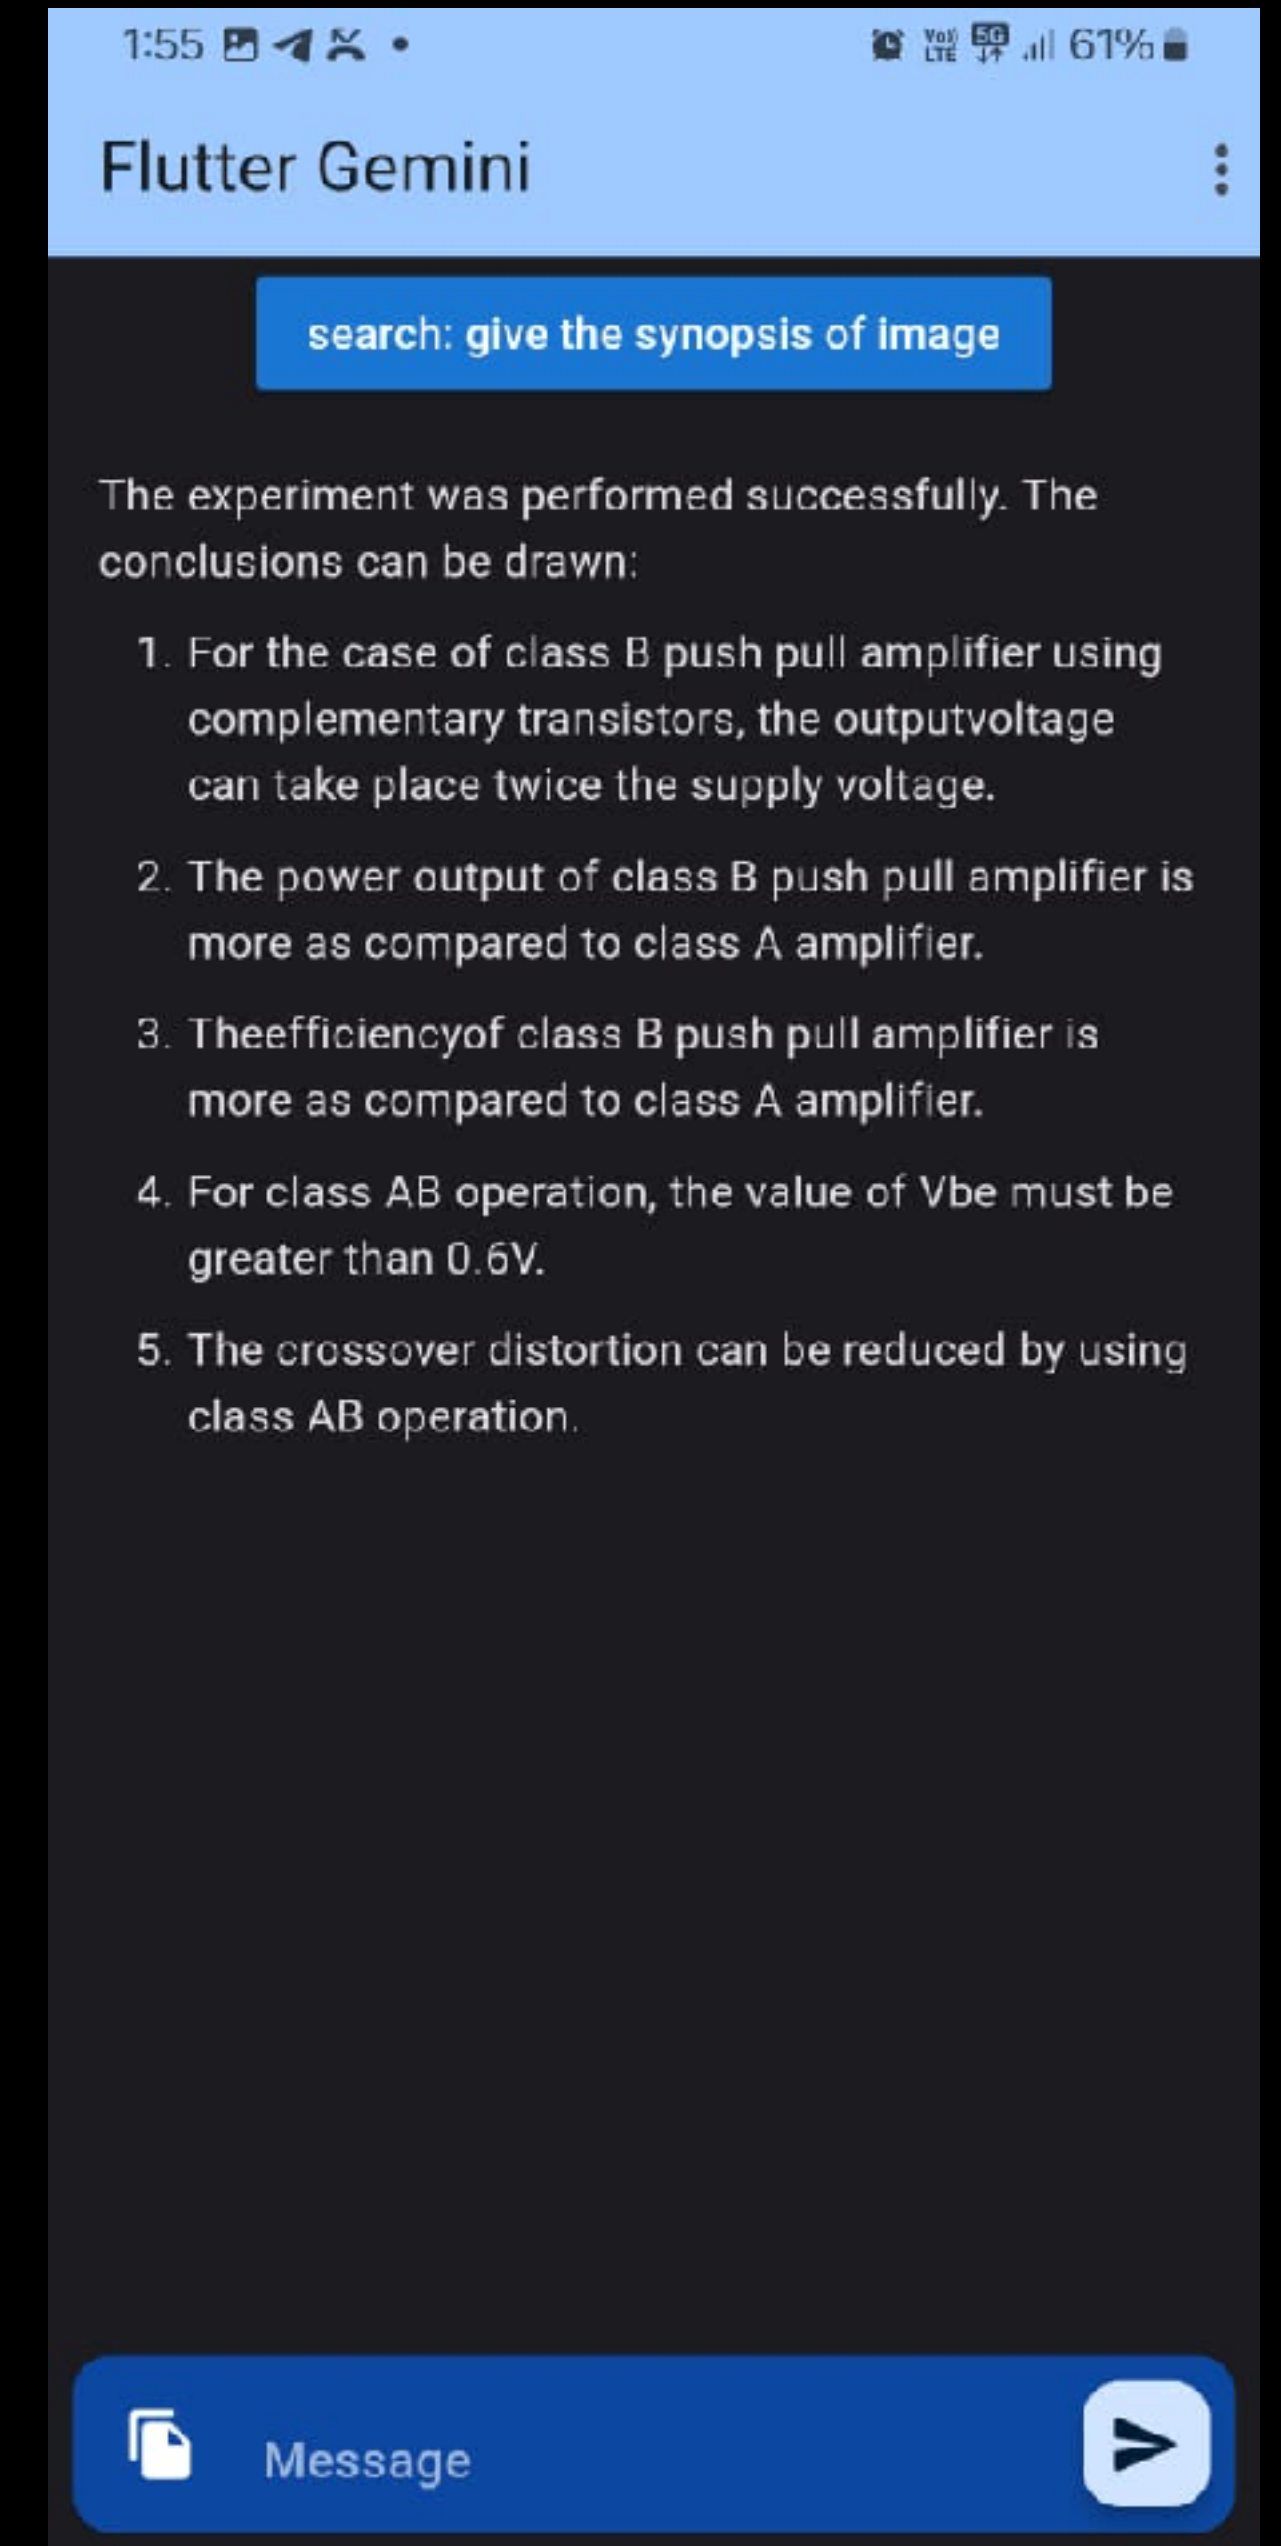 1:55 Vo)) LTE 5G 61%
Flutter Gemini
search: give the synopsis of image
The experiment was performed successfully. The
conclusions can be drawn:
1. For the case of class B push pull amplifier using
complementary transistors, the outputvoltage
can take place twice the supply voltage.
2. The power output of class B push pull amplifier is
more as compared to class A amplifier.
3. Theefficiencyof class B push pull amplifier is
more as compared to class A amplifier.
4. For class AB operation, the value of Vbe must be
greater than 0.6V.
5. The crossover distortion can be reduced by using
class AB operation.
Message